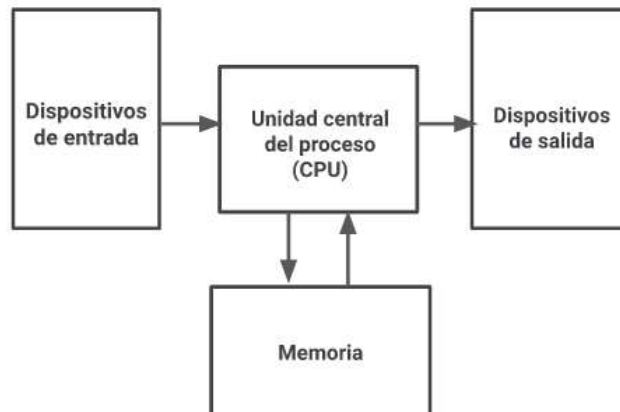 Dispositivos
de entrada
Unidad central
del proceso
(CPU)
Dispositivos
de salida
Memoria